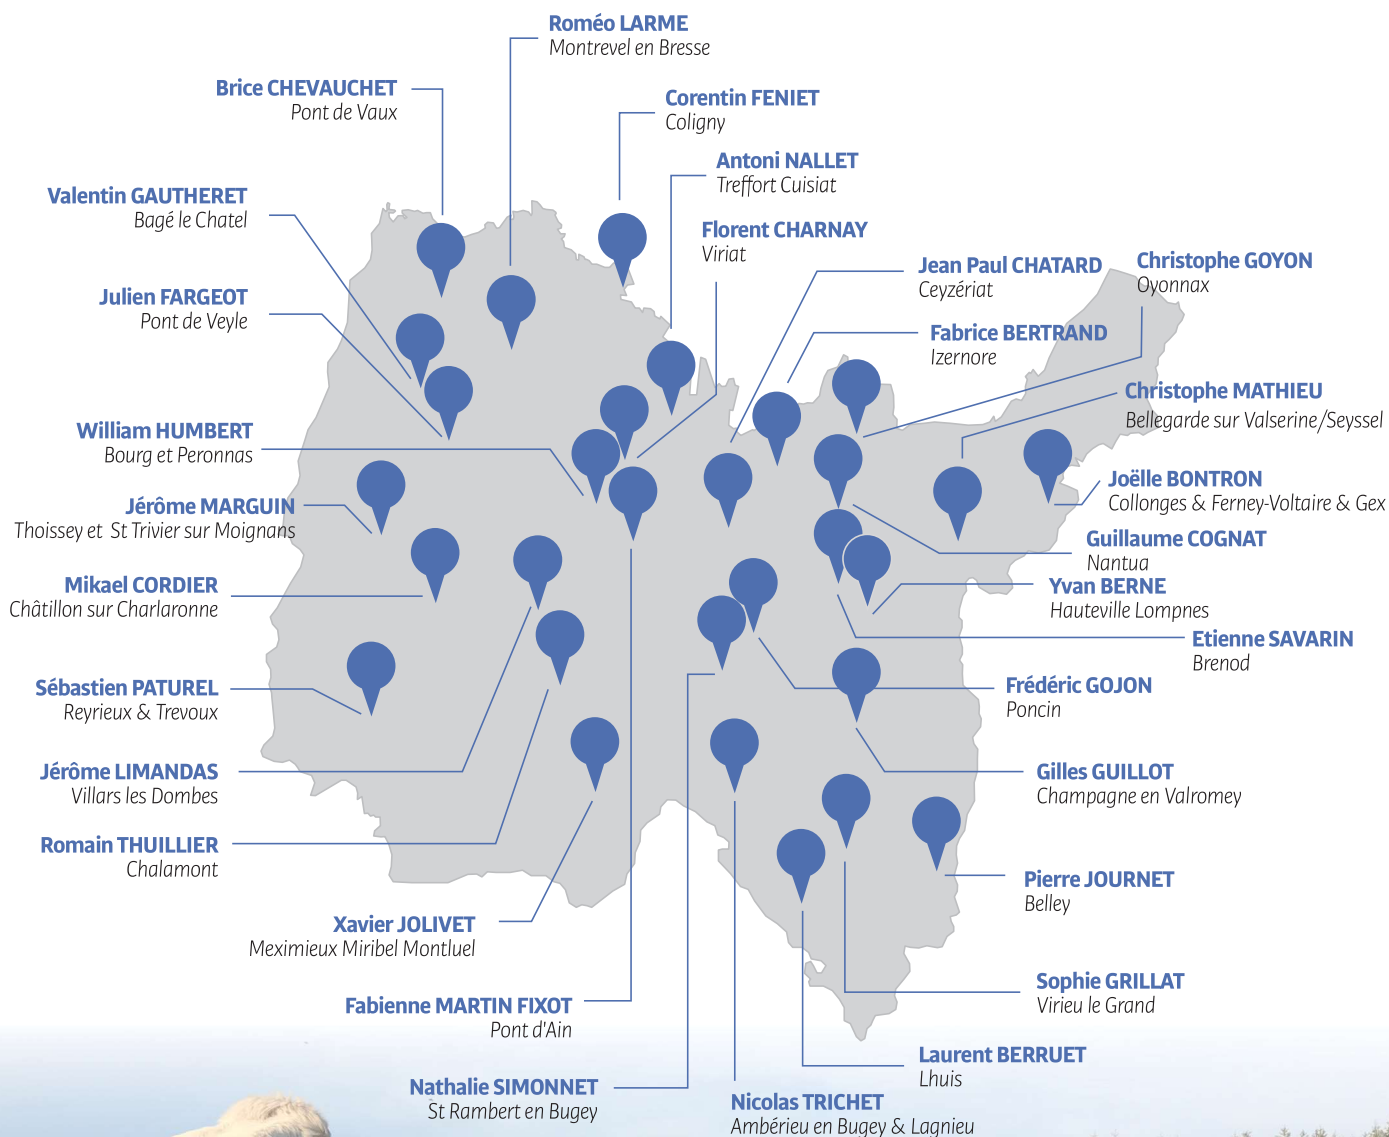 Roméo LARME
Montrevel en Bresse
Brice CHEVAUCHET
Pont de Vaux
Corentin FENIET
Coligny
Antoni NALLET
Treffort Cuisiat
Valentin GAUTHERET
Bagé le Chatel
Florent CHARNAY
Viriat
Jean Paul CHATARD
Ceyzériat
Christophe GOYON
Oyonnax
Julien FARGEOT
Pont de Veyle
Fabrice BERTRAND
Izernore
Christophe MATHIEU
Bellegarde sur Valserine/Seyssel
William HUMBERT
Bourg et Peronnas
Joëlle BONTRON
Collonges & Ferney-Voltaire & Gex
Jérôme MARGUIN
Thoissey et St Trivier sur Moignans
Guillaume COGNAT
Nantua
Mikael CORDIER
Châtillon sur Charlaronne
Yvan BERNE
Hauteville Lompnes
Etienne SAVARIN
Brenod
Sébastien PATUREL
Reyrieux & Trevoux
Frédéric GOJON
Poncin
Jérôme LIMANDAS
Villars les Dombes
Gilles GUILLOT
Champagne en Valromey
Romain THUILLIER
Chalamont
Pierre JOURNET
Belley
Xavier JOLIVET
Meximieux Miribel Montluel
Sophie GRILLAT
Virieu le Grand
Fabienne MARTIN FIXOT
Pont d'Ain
Laurent BERRUET
Lhuis
Nathalie SIMONNET
St Rambert en Bugey
Nicolas TRICHET
Ambérieu en Bugey & Lagnieu